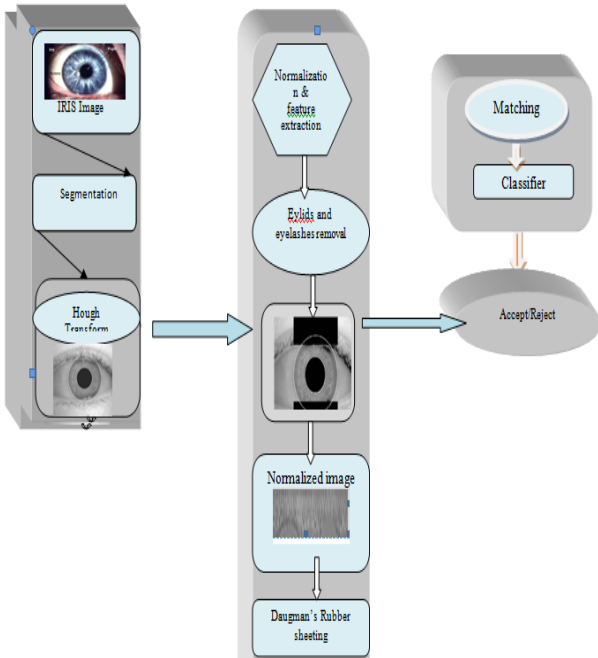 IRIS Image
Segmentation
Hough
Transform
Normalizatio
n &
feature
extraction
Eylids and
eyelashes removal
Normalized image
Daugman's Rubber
sheeting
Matching
Classifier
Accept/Reject